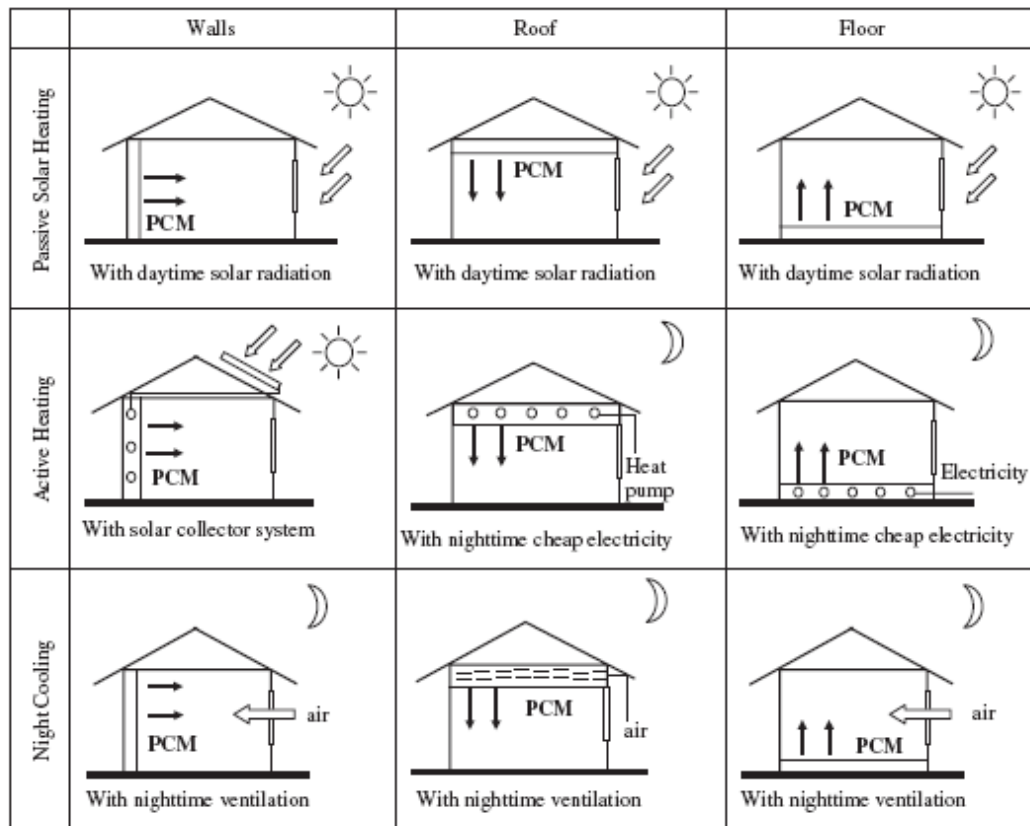 Walls
Roof
Floor
Passive Solar Heating
PCM
With daytime solar radiation
PCM
With daytime solar radiation
PCM
With daytime solar radiation
Active Heating
PCM
With solar collector system
PCM
Heat
pump
With nighttime cheap electricity
PCM
Electricity
With nighttime cheap electricity
Night Cooling
air
PCM
With nighttime ventilation
PCM
air
With nighttime ventilation
air
PCM
With nighttime ventilation